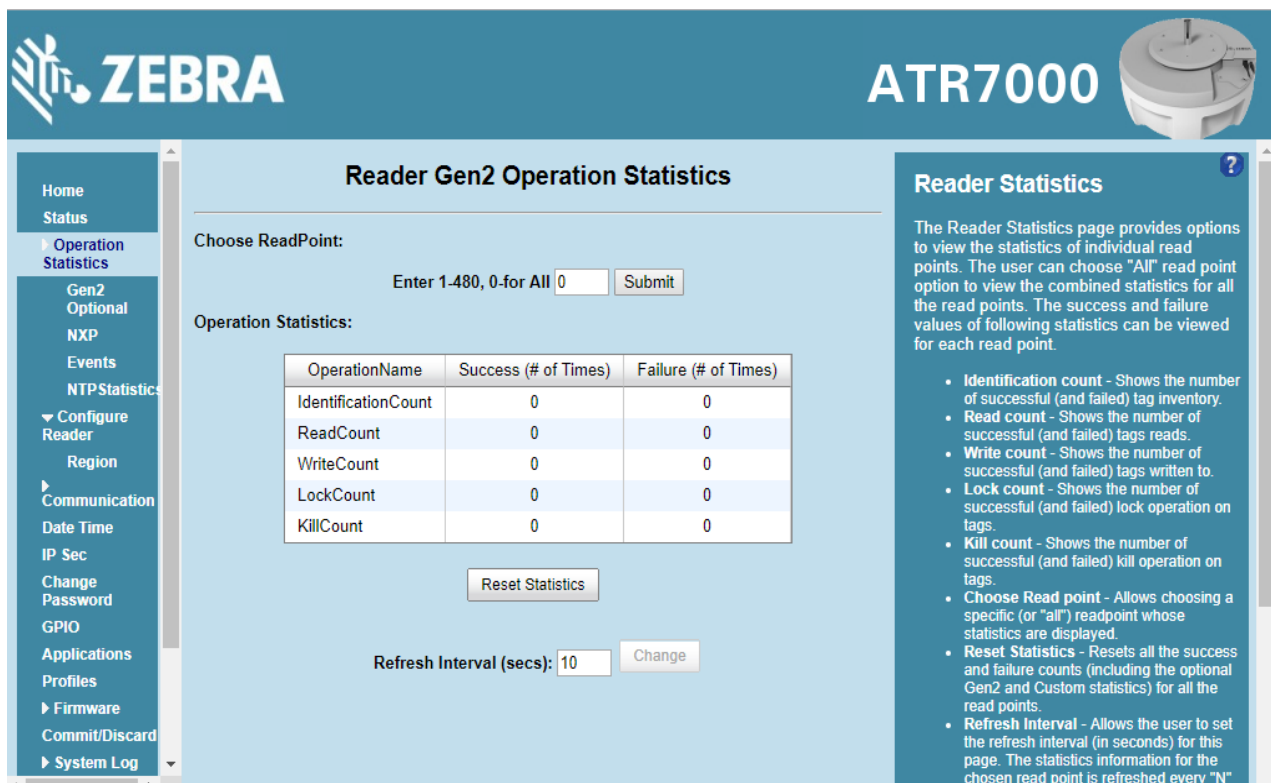 ZEBRA
ATR7000
Home
Status
Operation
Statistics
Gen2
Optional
NXP
Events
NTPStatistics
Configure
Reader
Region
Communication
Date Time
IP Sec
Change
Password
GPIO
Applications
Profiles
Firmware
Commit/Discard
System Log
Reader Gen2 Operation Statistics
Choose ReadPoint:
Enter 1-480, 0-for All 0 Submit
Operation Statistics:
OperationName Success (# of Times) Failure (# of Times)
IdentificationCount 0 0
ReadCount 0 0
WriteCount 0 0
LockCount 0 0
KillCount 0 0
Reset Statistics
Refresh Interval (secs): 10 Change
?
Reader Statistics
The Reader Statistics page provides options
to view the statistics of individual read
points. The user can choose "All" read point
option to view the combined statistics for all
the read points. The success and failure
values of following statistics can be viewed
for each read point.
• Identification count - Shows the number
of successful (and failed) tag inventory.
• Read count - Shows the number of
successful (and failed) tags reads.
• Write count - Shows the number of
successful (and failed) tags written to.
• Lock count - Shows the number of
successful (and failed) lock operation on
tags.
• Kill count - Shows the number of
successful (and failed) kill operation on
tags.
• Choose Read point - Allows choosing a
specific (or "all") readpoint whose
statistics are displayed.
• Reset Statistics - Resets all the success
and failure counts (including the optional
Gen2 and Custom statistics) for all the
read points.
• Refresh Interval - Allows the user to set
the refresh interval (in seconds) for this
page. The statistics information for the
chosen read point is refreshed every "N"